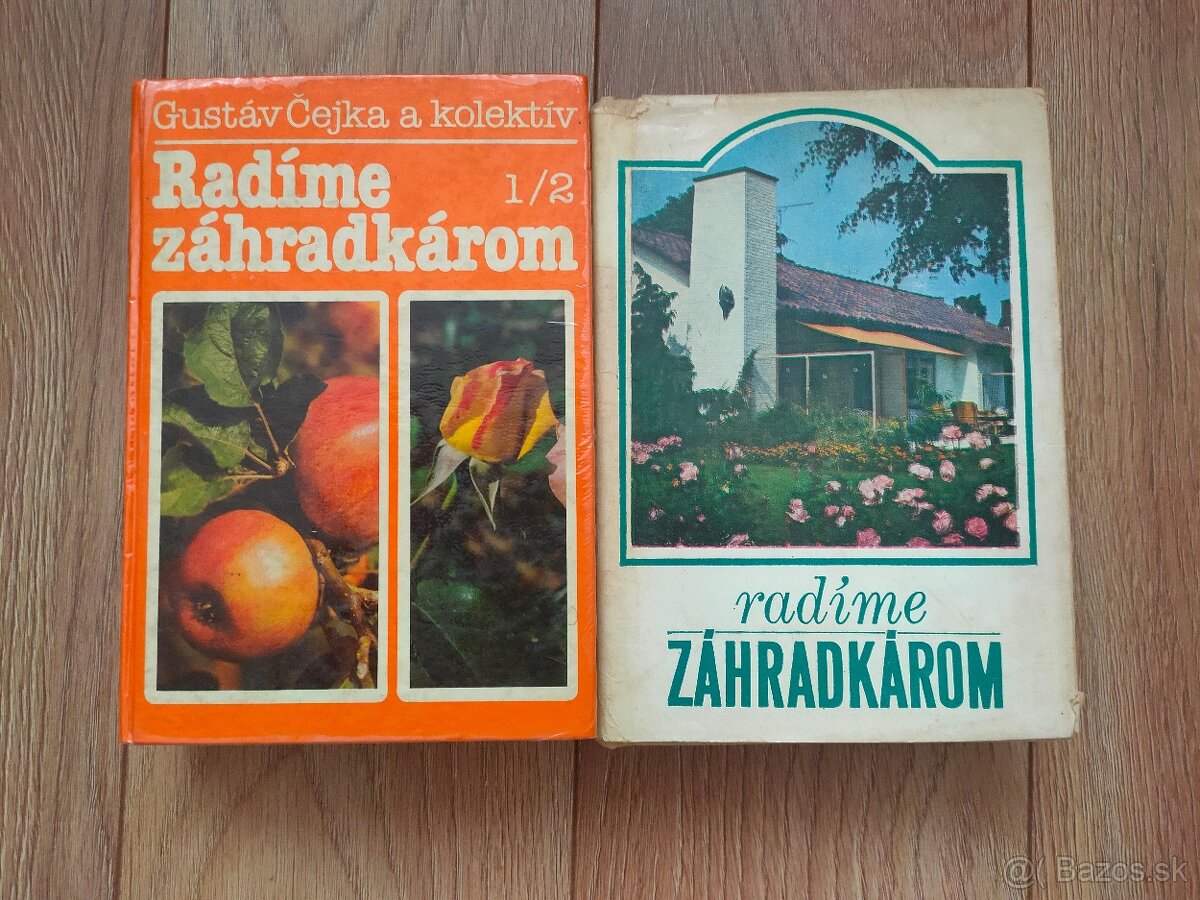 Gustáv Čejka a kolektív
Radíme 1/2
záhradkárom
radíme
ZÁHRADKÁROM
@( Bazos.sk